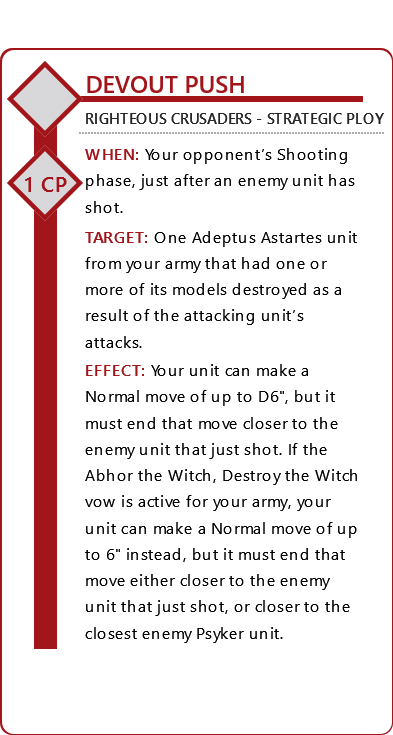 DEVOUT PUSH
RIGHTEOUS CRUSADERS - STRATEGIC PLOY
WHEN: Your opponent's Shooting
phase, just after an enemy unit has
shot.
1 CP
TARGET: One Adeptus Astartes unit
from your army that had one or
more of its models destroyed as a
result of the attacking unit's
attacks.
EFFECT: Your unit can make a
Normal move of up to D6", but it
must end that move closer to the
enemy unit that just shot. If the
Abhor the Witch, Destroy the Witch
vow is active for your army, your
unit can make a Normal move of up
to 6" instead, but it must end that
move either closer to the enemy
unit that just shot, or closer to the
closest enemy Psyker unit.